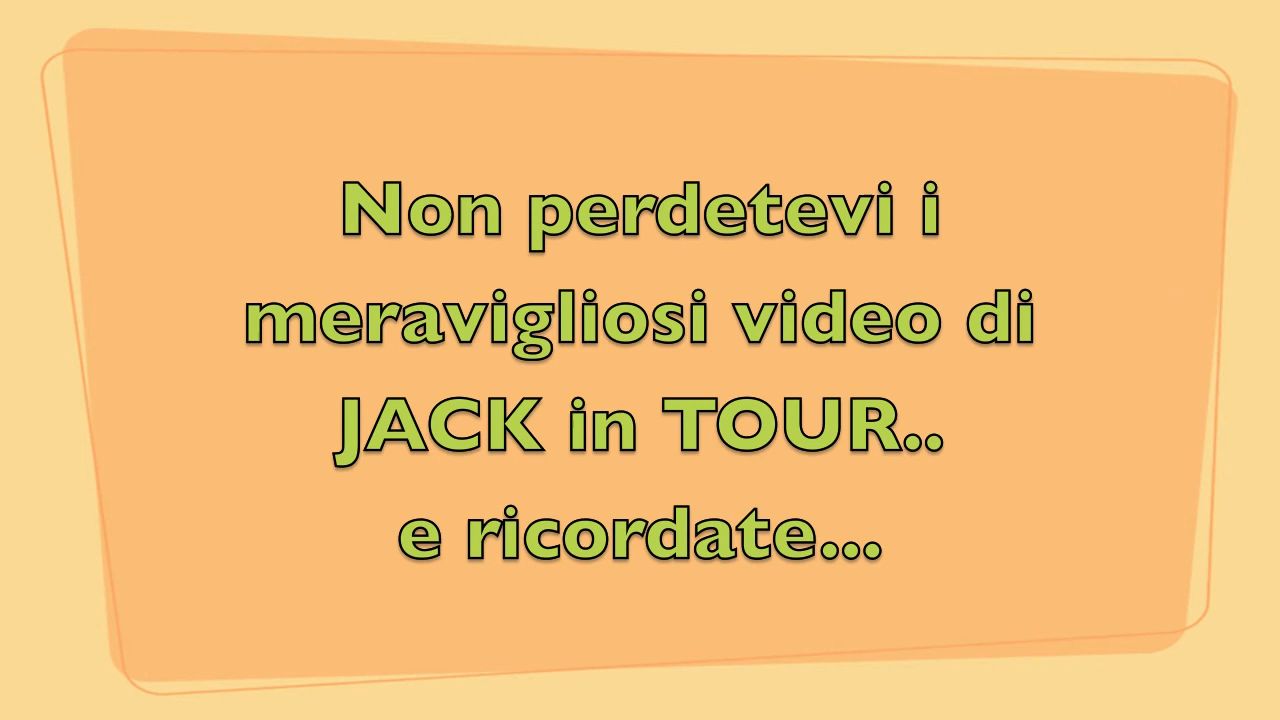 Non perdetevi i
meravigliosi video di
JACK in TOUR..
e ricordate...